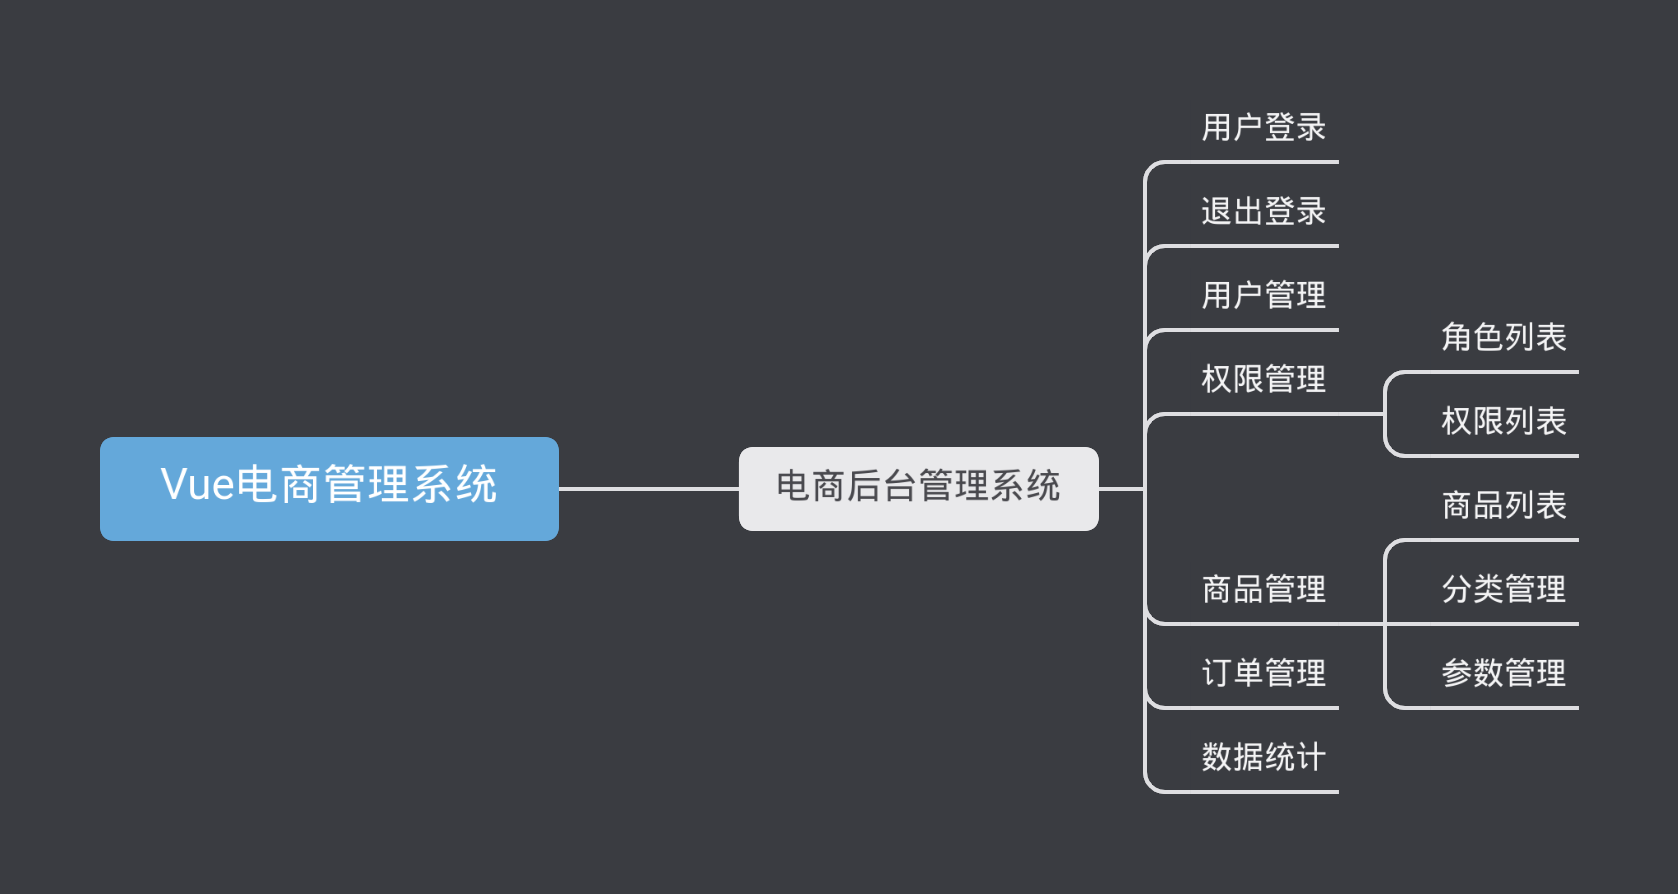 Vue电商管理系统
电商后台管理系统
用户登录
退出登录
用户管理
权限管理
角色列表
权限列表
商品管理
商品列表
分类管理
参数管理
订单管理
数据统计